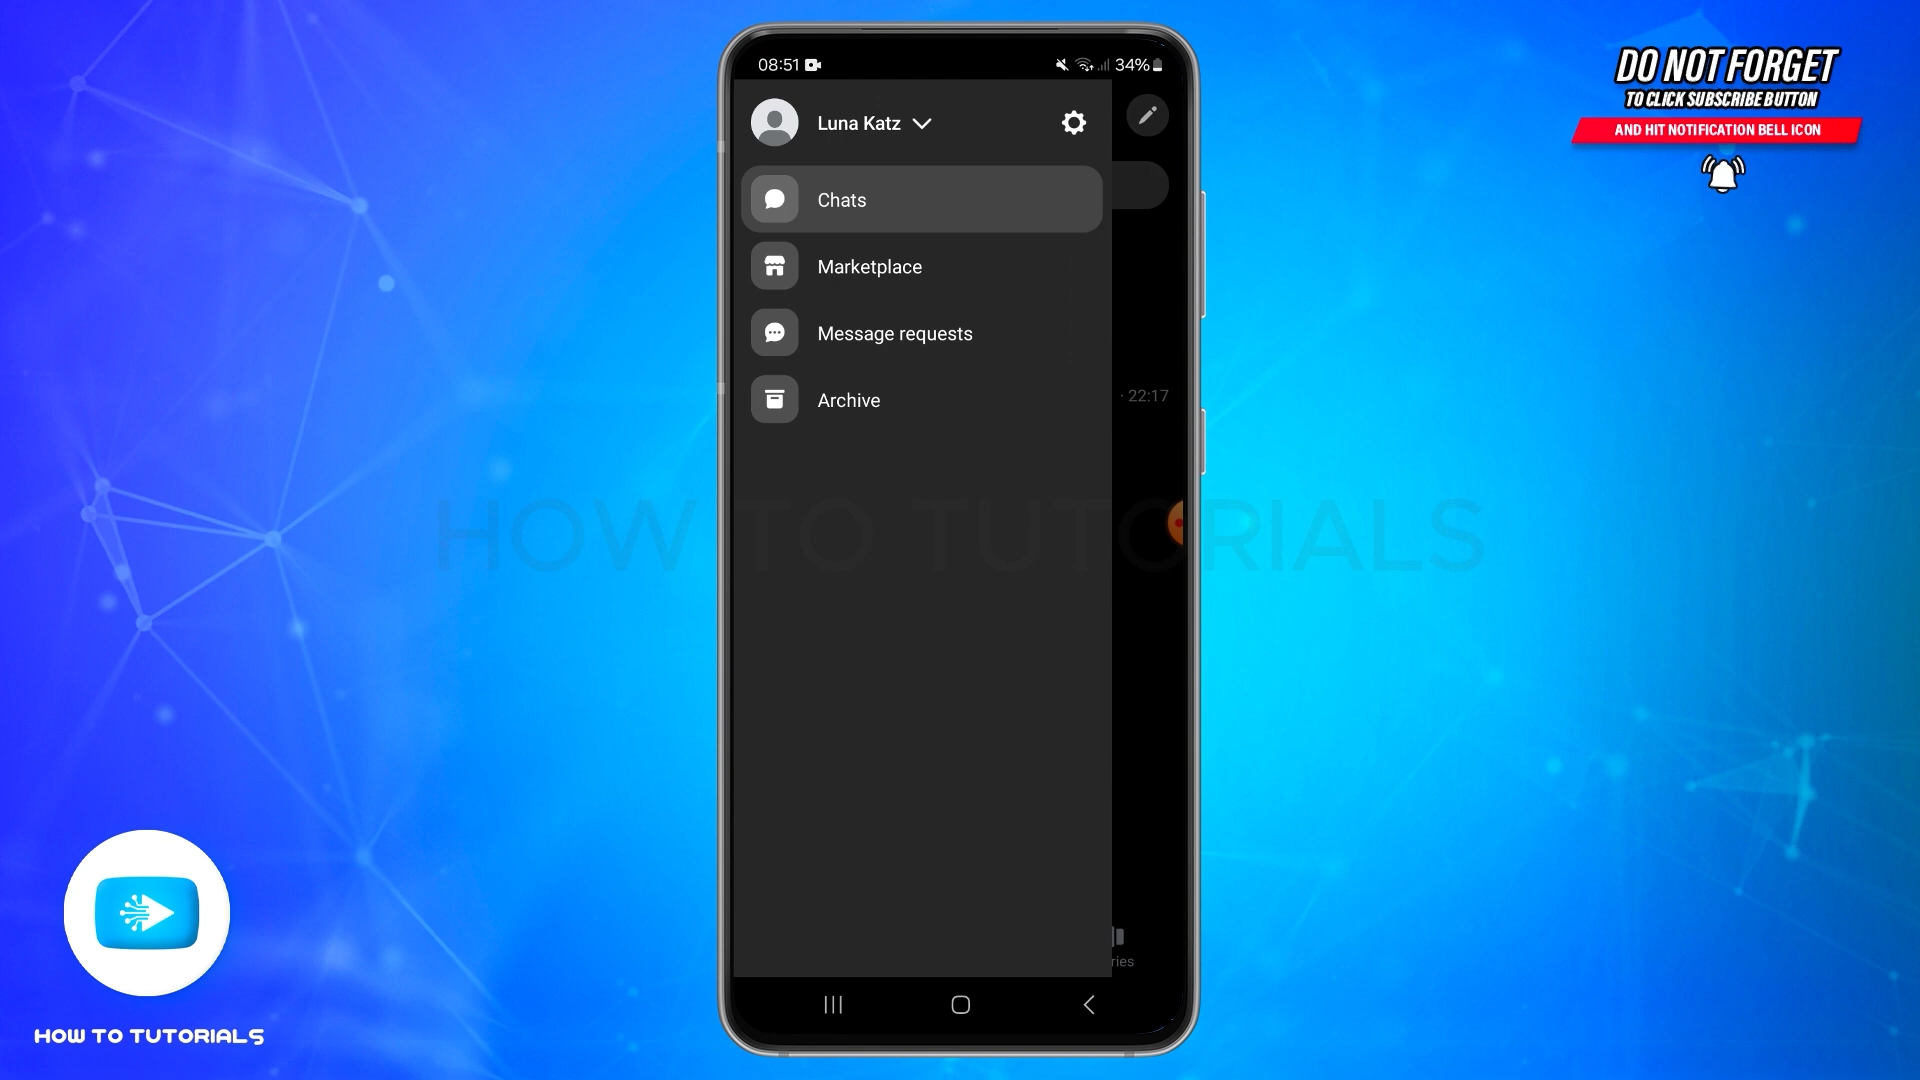 DO NOT FORGET
TO CLICK SUBSCRIBE BUTTON
AND HIT NOTIFICATION BELL ICON
08:51
34%
Luna Katz
Chats
Marketplace
Message requests
Archive
· 22:17
HOW TO TUTORIALS
ries
HOW TO TUTORIALS